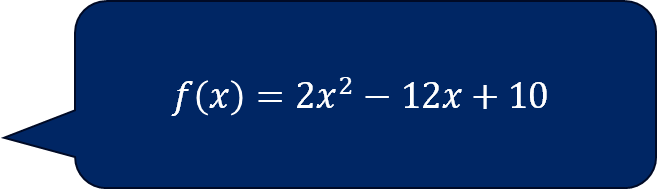 f(x) = 2x² − 12x + 10